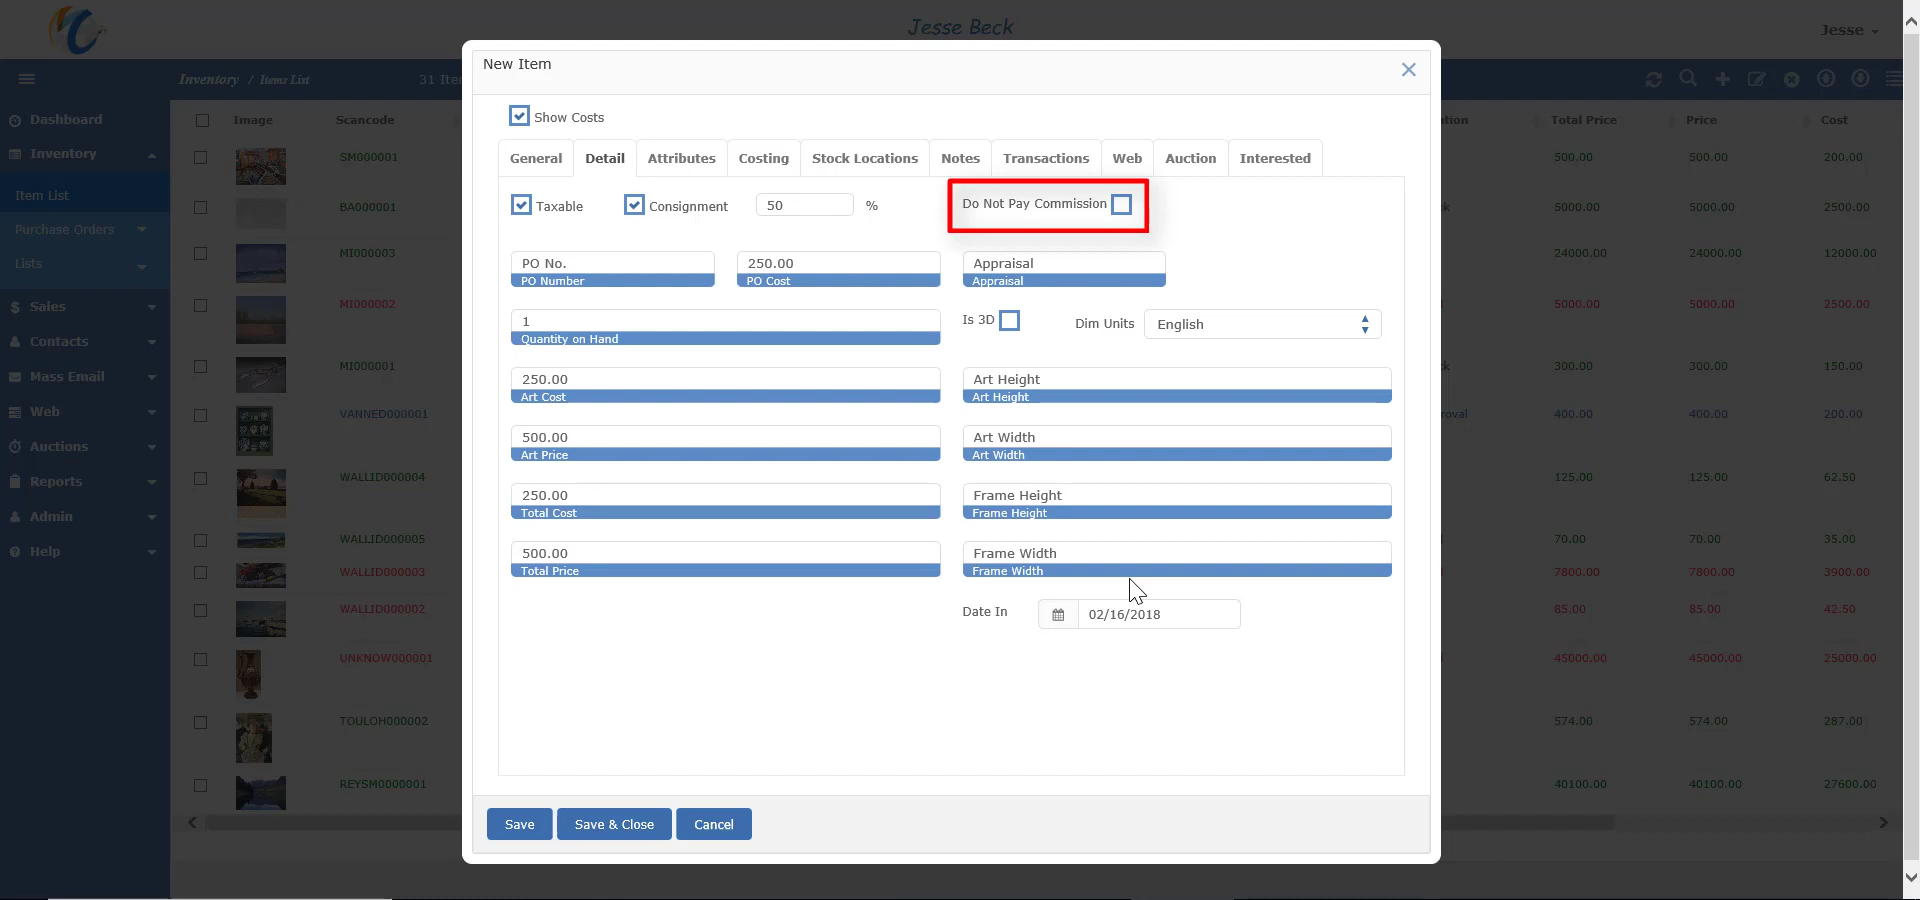 Jesse Beck
Jesse
New Item
Inventory / Items List
31 Ite
Show Costs
Dashboard
Inventory
Item List
Purchase Orders
Lists
Sales
Contacts
Mass Email
Web
Auctions
Reports
Admin
Help
Image Scancode
SM000001
BA000001
MI000003
MI000002
MI000001
VANNED000001
WALLID000004
WALLID000005
WALLID000003
WALLID000002
UNKNOW000001
TOULOH000002
REYSM0000001
General Detail Attributes Costing Stock Locations Notes Transactions Web Auction Interested
Taxable Consignment 50 % Do Not Pay Commission
PO No. 250.00 Appraisal
PO Number PO Cost Appraisal
1
Quantity on Hand
Is 3D Dim Units English
250.00 Art Height
Art Cost Art Height
500.00 Art Width
Art Price Art Width
250.00 Frame Height
Total Cost Frame Height
500.00 Frame Width
Total Price Frame Width
Date In 02/16/2018
Save Save & Close Cancel
tion Total Price Price Cost
500.00 500.00 200.00
k 5000.00 5000.00 2500.00
24000.00 24000.00 12000.00
5000.00 5000.00 2500.00
k 300.00 300.00 150.00
roval 400.00 400.00 200.00
125.00 125.00 62.50
70.00 70.00 35.00
7800.00 7800.00 3900.00
85.00 85.00 42.50
45000.00 45000.00 25000.00
574.00 574.00 287.00
40100.00 40100.00 27600.00